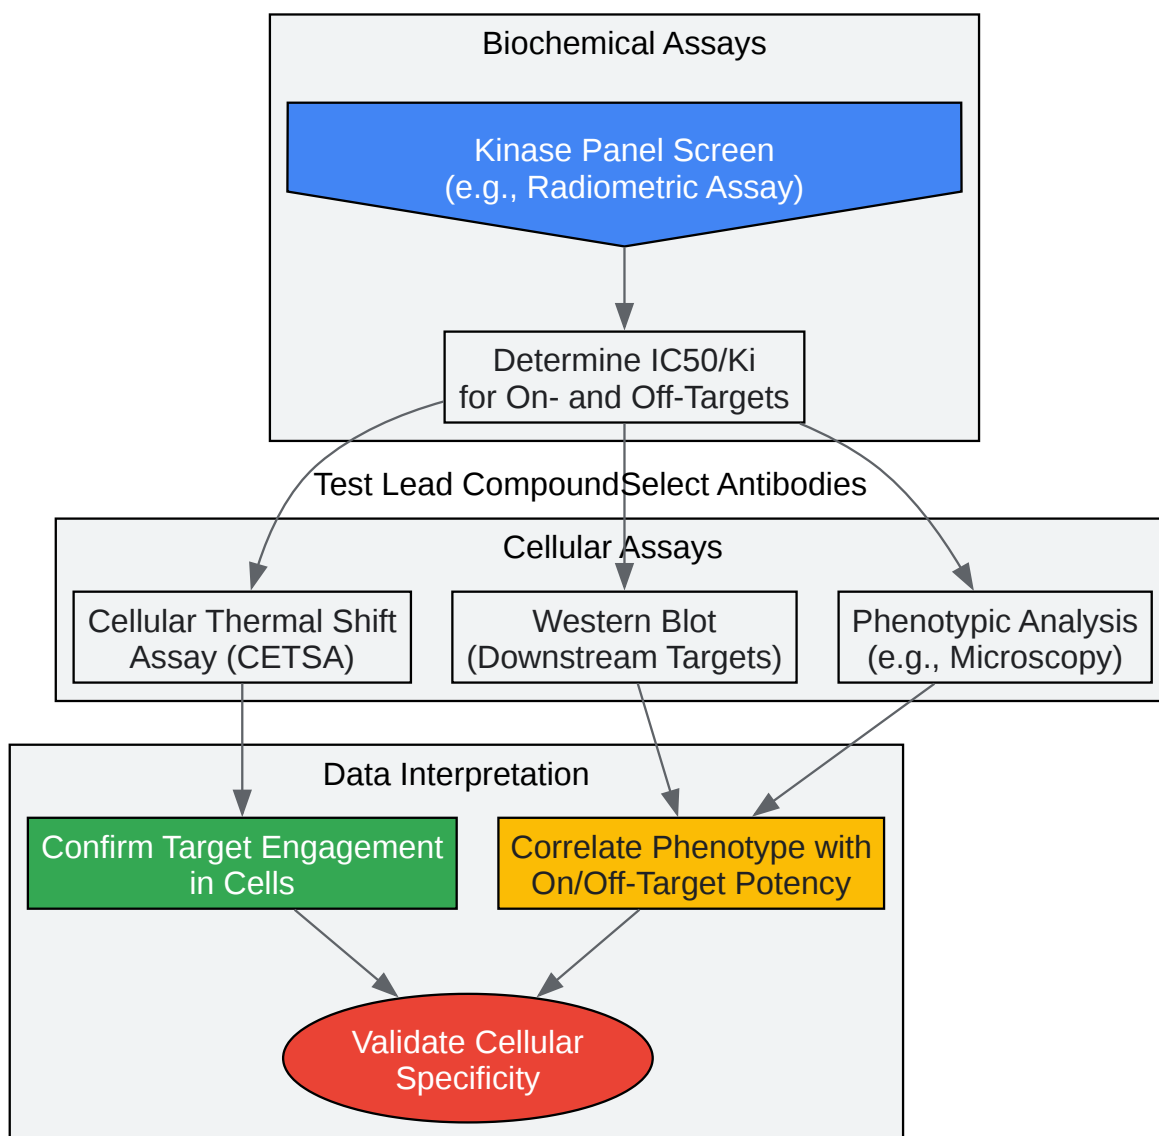 Biochemical Assays
Kinase Panel Screen
(e.g., Radiometric Assay)
Determine IC50/Ki
for On- and Off-Targets
Test Lead Compound
Select Antibodies
Cellular Assays
Cellular Thermal Shift
Assay (CETSA)
Western Blot
(Downstream Targets)
Phenotypic Analysis
(e.g., Microscopy)
Data Interpretation
Confirm Target Engagement
in Cells
Correlate Phenotype with
On/Off-Target Potency
Validate Cellular
Specificity